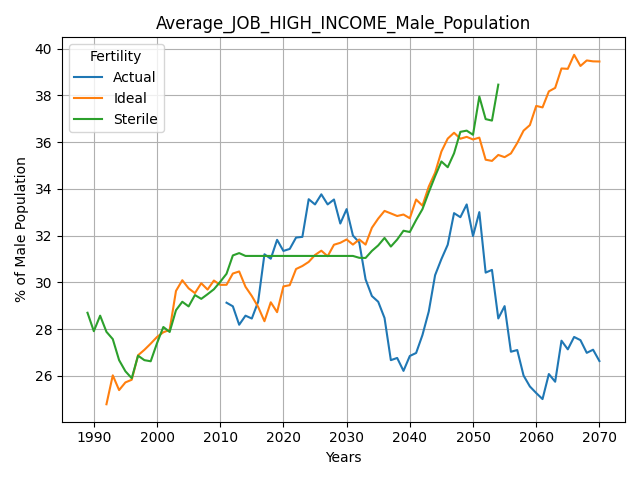 Average_JOB_HIGH_INCOME_Male_Population
Fertility
Actual
Ideal
Sterile
% of Male Population
40
38
36
34
32
30
28
26
1990
2000
2010
2020
2030
2040
2050
2060
2070
Years